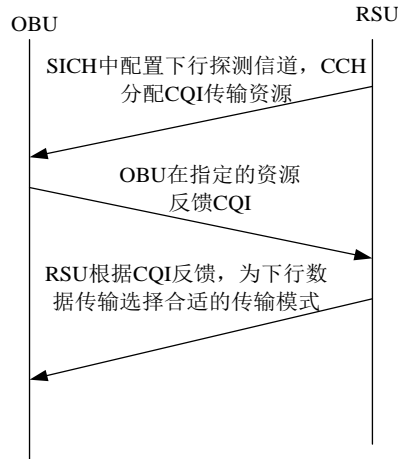 OBU
RSU
SICH中配置下行探测信道，CCH
分配CQI传输资源
OBU在指定的资源
反馈CQI
RSU根据CQI反馈，为下行数
据传输选择合适的传输模式